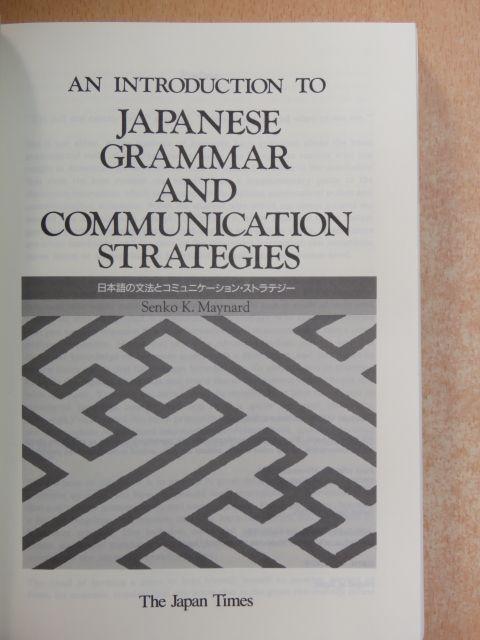 AN INTRODUCTION TO
JAPANESE
GRAMMAR
AND
COMMUNICATION
STRATEGIES
日本語の文法とコミュニケーション・ストラテジー
Senko K. Maynard
The Japan Times